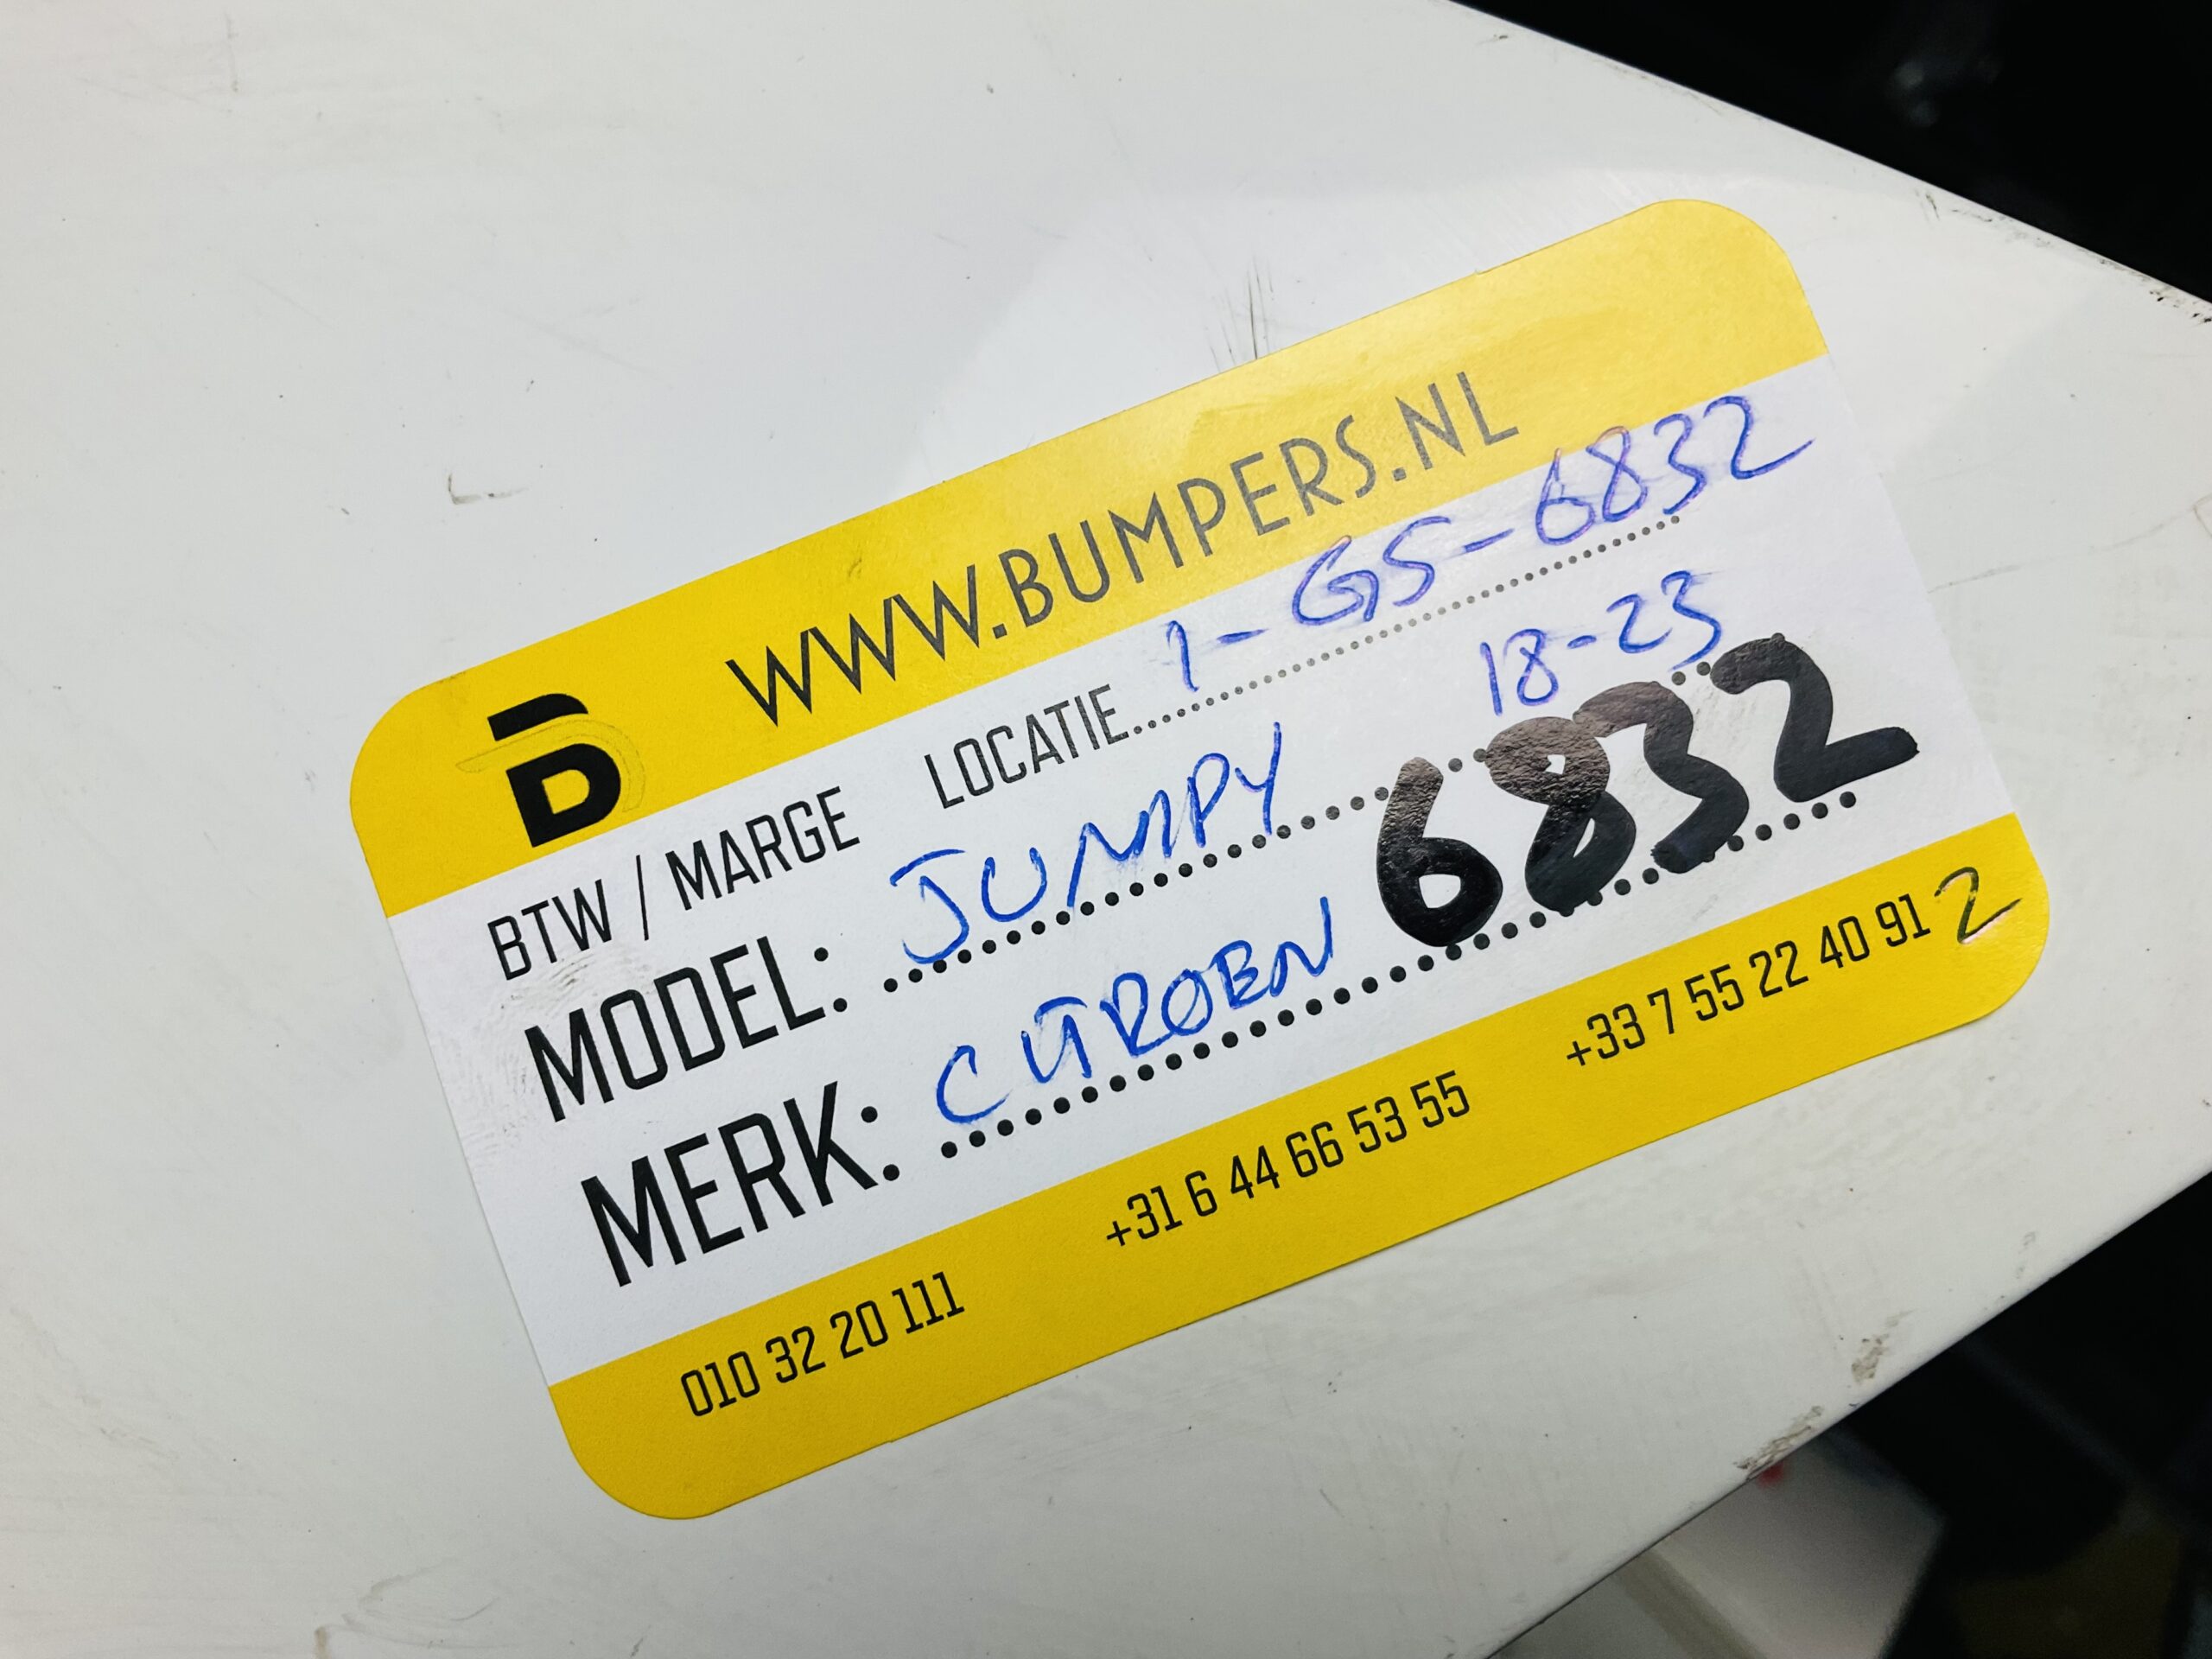 B WWW.BUMPERS.NL
BTW / MARGE LOCATIE 1-GS-6832
18-23
MODEL: JUMPY
MERK: CITROEN 6832
010 32 20 111 +31 6 44 66 53 55 +33 7 55 22 40 91 2